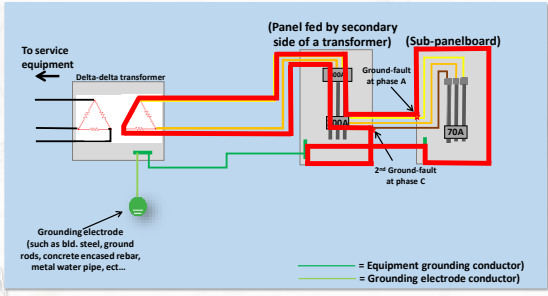 (Panel fed by secondary
side of a transformer)
(Sub-panelboard)
To service
equipment
Delta-delta transformer
Ground-fault
at phase A
70A
2nd Ground-fault
at phase C
Grounding electrode
(such as bld. steel, ground
rods, concrete encased rebar,
metal water pipe, ect...
= Equipment grounding conductor)
= Grounding electrode conductor)